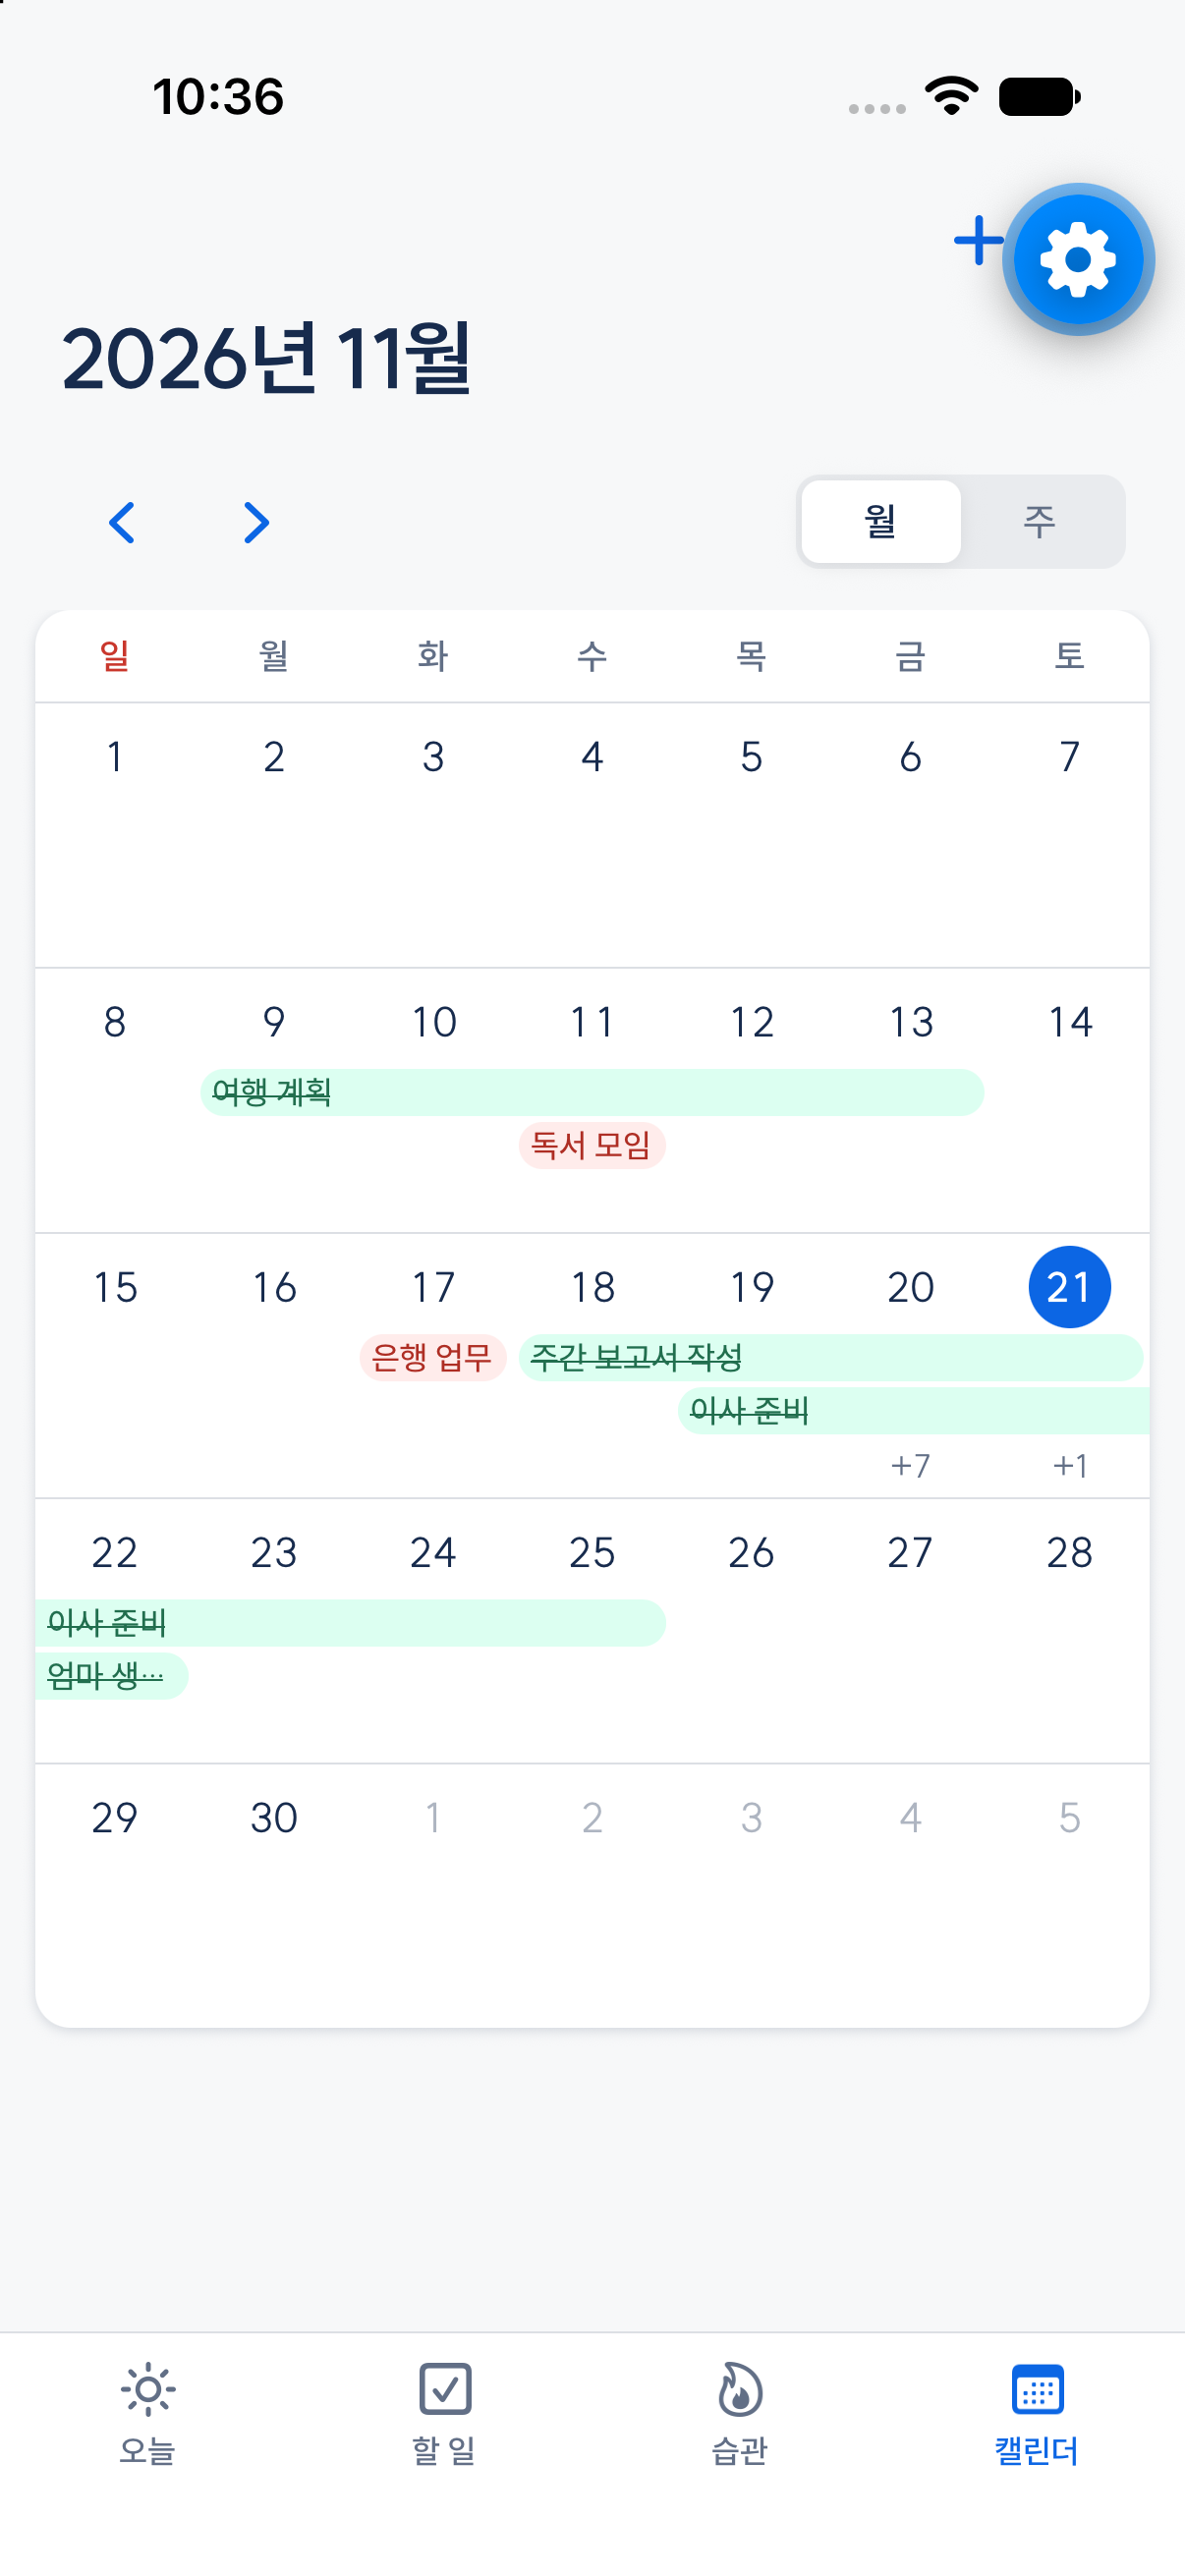 10:36
2026년 11월
월 주
일 월 화 수 목 금 토
1 2 3 4 5 6 7
8 9 10 11 12 13 14
여행 계획
독서 모임
15 16 17 18 19 20 21
은행 업무 주간 보고서 작성
이사 준비
+7 +1
22 23 24 25 26 27 28
이사 준비
엄마 생…
29 30 1 2 3 4 5
오늘 할 일 습관 캘린더